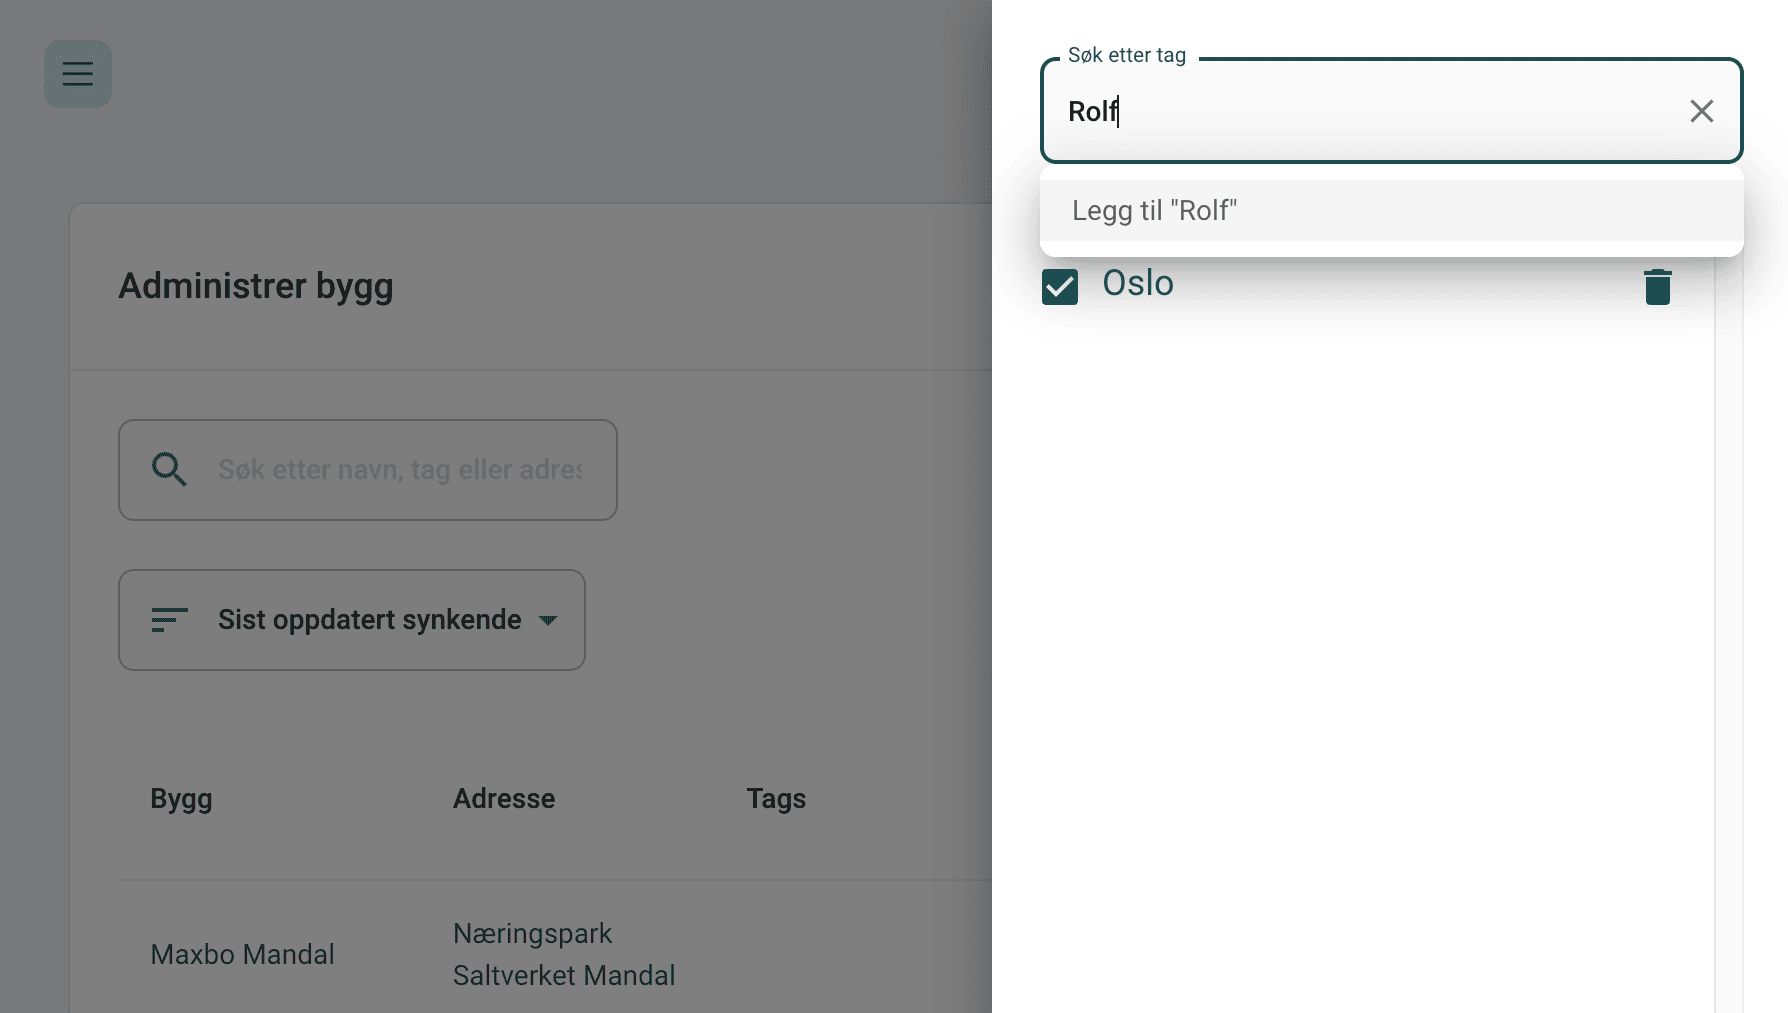 Søk etter tag
Rolf
Legg til "Rolf"
Oslo
Administrer bygg
Søk etter navn, tag eller adres
Sist oppdatert synkende
Bygg Adresse Tags
Maxbo Mandal
Næringspark
Saltverket Mandal